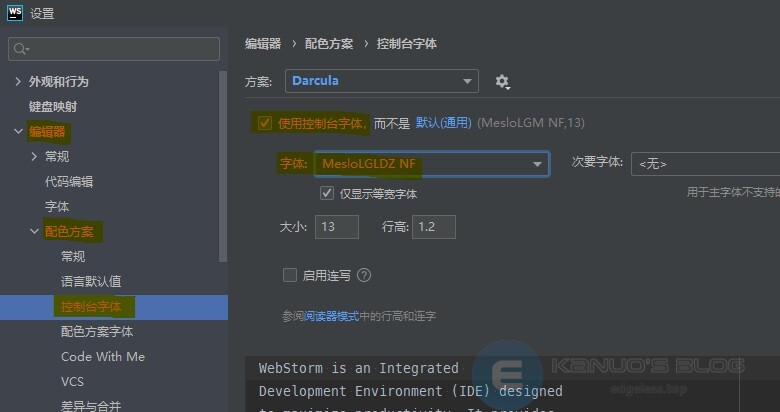 WS 设置
编辑器 › 配色方案 › 控制台字体
外观和行为
键盘映射
编辑器
常规
代码编辑
字体
配色方案
常规
语言默认值
控制台字体
配色方案字体
Code With Me
VCS
差异与合并
方案: Darcula
使用控制台字体, 而不是 默认(通用) (MesloLGM NF,13)
字体: MesloLGLDZ NF 次要字体: <无>
仅显示等宽字体 用于主字体不支持的
大小: 13 行高: 1.2
启用连写 ?
参阅阅读器模式中的行高和连字
WebStorm is an Integrated
Development Environment (IDE) designed
to maximize productivity. It provides
E KANUO'S BLOG
edgeless.top